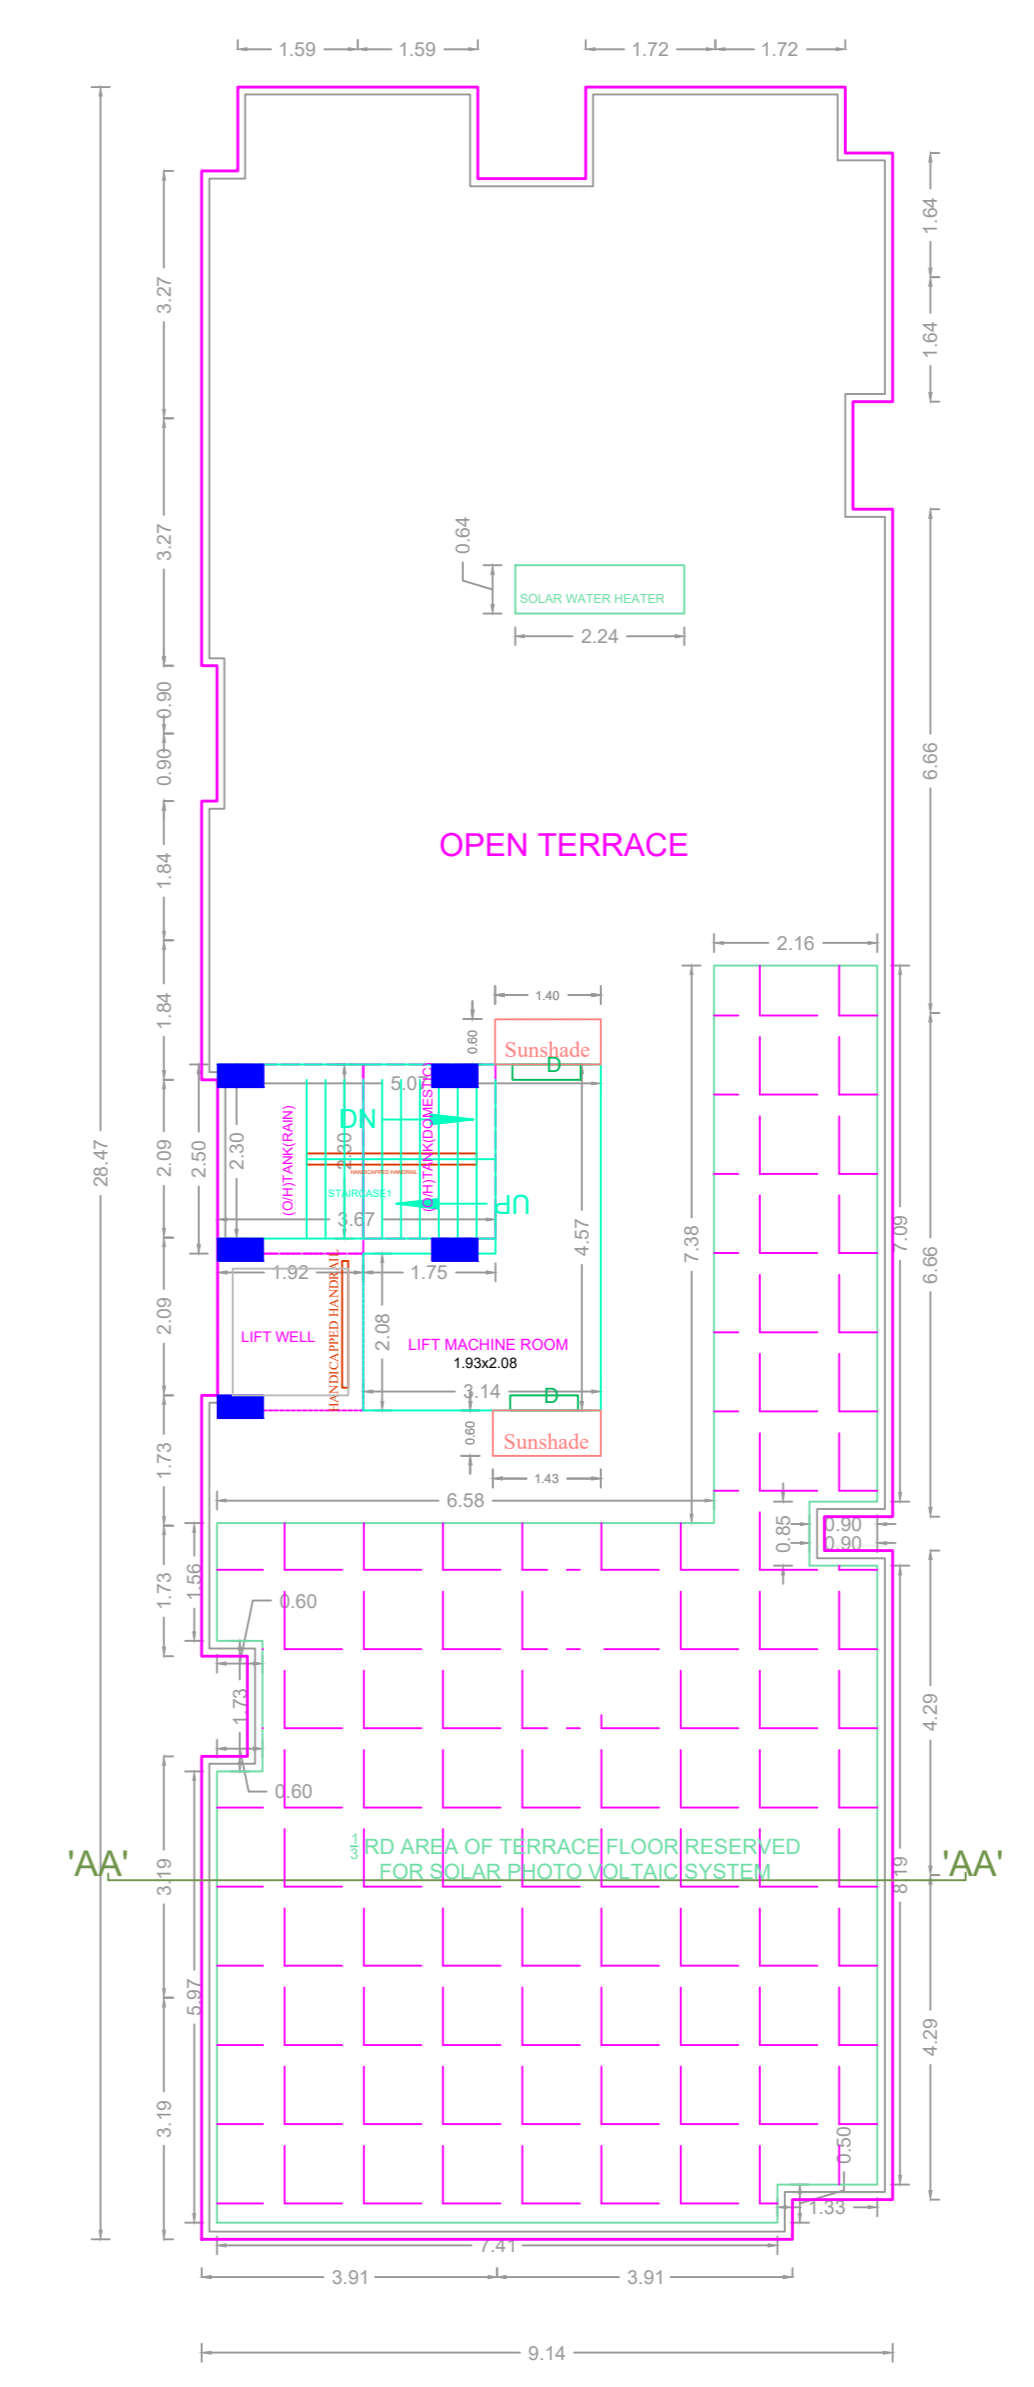 1.59
1.59
1.72
1.72
1.64
3.27
1.64
3.27
0.64
SOLAR WATER HEATER
2.24
0.90
0.90
6.66
OPEN TERRACE
1.84
2.16
1.84
1.40
0.60
Sunshade
D
5.07
DN
(O/H)TANK(RAIN)
(O/H)TANK(DOMESTIC)
2.09
2.50
2.30
2.30
HANDICAPPED HANDRAIL
STAIRCASE1
UP
28.47
3.67
4.57
7.38
7.09
6.66
1.92
1.75
2.09
LIFT WELL
HANDICAPPED HANDRAIL
2.08
LIFT MACHINE ROOM
1.93x2.08
3.14
D
0.60
Sunshade
1.43
1.73
6.58
0.85
0.90
0.90
1.73
1.56
0.60
1.73
4.29
0.60
1/3 RD AREA OF TERRACE FLOOR RESERVED
FOR SOLAR PHOTO VOLTAIC SYSTEM
'AA'
'AA'
3.19
8.19
5.97
4.29
3.19
0.50
1.33
7.41
3.91
3.91
9.14